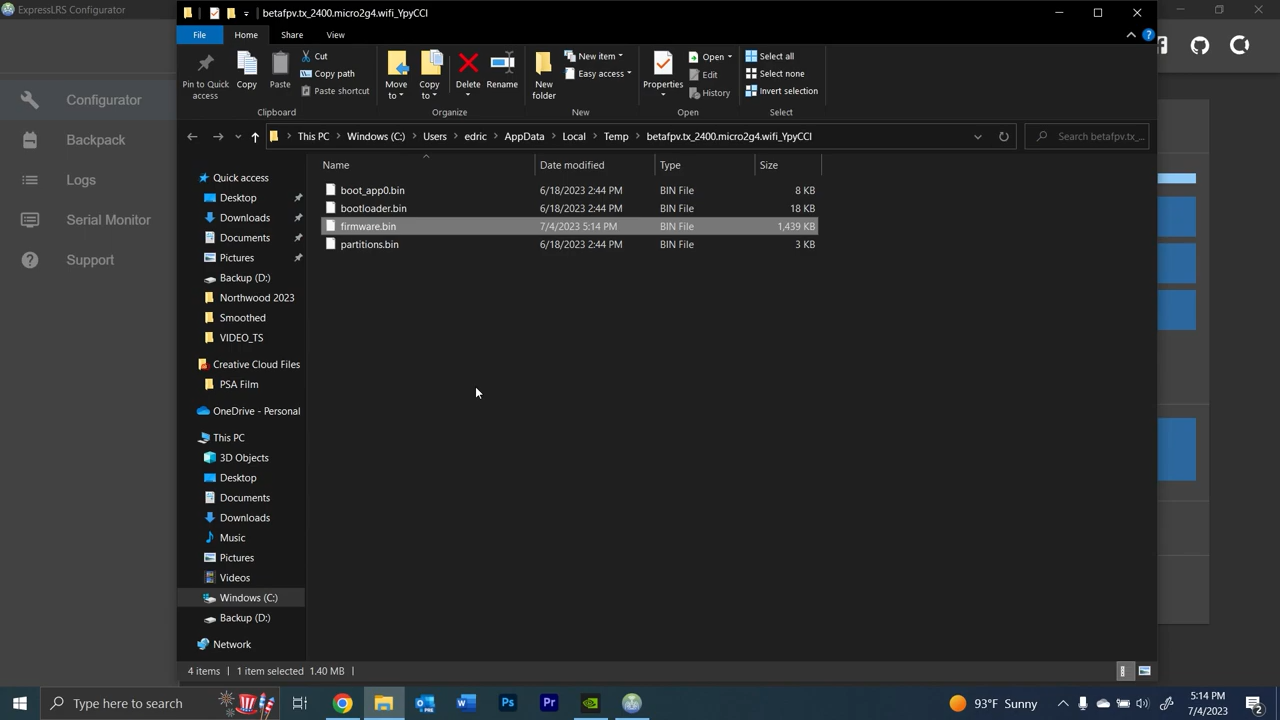 ExpressLRS Configurator
betafpv.tx_2400.micro2g4.wifi_YpyCCl
File Home Share View
Pin to Quick access
Copy
Paste
Cut
Copy path
Paste shortcut
Clipboard
Move to
Copy to
Delete
Rename
Organize
New folder
New item
Easy access
New
Properties
Open
Edit
History
Open
Select all
Select none
Invert selection
Select
This PC Windows (C:) Users edric AppData Local Temp betafpv.tx_2400.micro2g4.wifi_YpyCCl
Search betafpv.tx_...
Configurator
Backpack
Logs
Serial Monitor
Support
Quick access
Desktop
Downloads
Documents
Pictures
Backup (D:)
Northwood 2023
Smoothed
VIDEO_TS
Creative Cloud Files
PSA Film
OneDrive - Personal
This PC
3D Objects
Desktop
Documents
Downloads
Music
Pictures
Videos
Windows (C:)
Backup (D:)
Network
Name Date modified Type Size
boot_app0.bin 6/18/2023 2:44 PM BIN File 8 KB
bootloader.bin 6/18/2023 2:44 PM BIN File 18 KB
firmware.bin 7/4/2023 5:14 PM BIN File 1,439 KB
partitions.bin 6/18/2023 2:44 PM BIN File 3 KB
4 items 1 item selected 1.40 MB
Type here to search
Ps
Pr
93°F Sunny
5:14 PM
7/4/2023
2